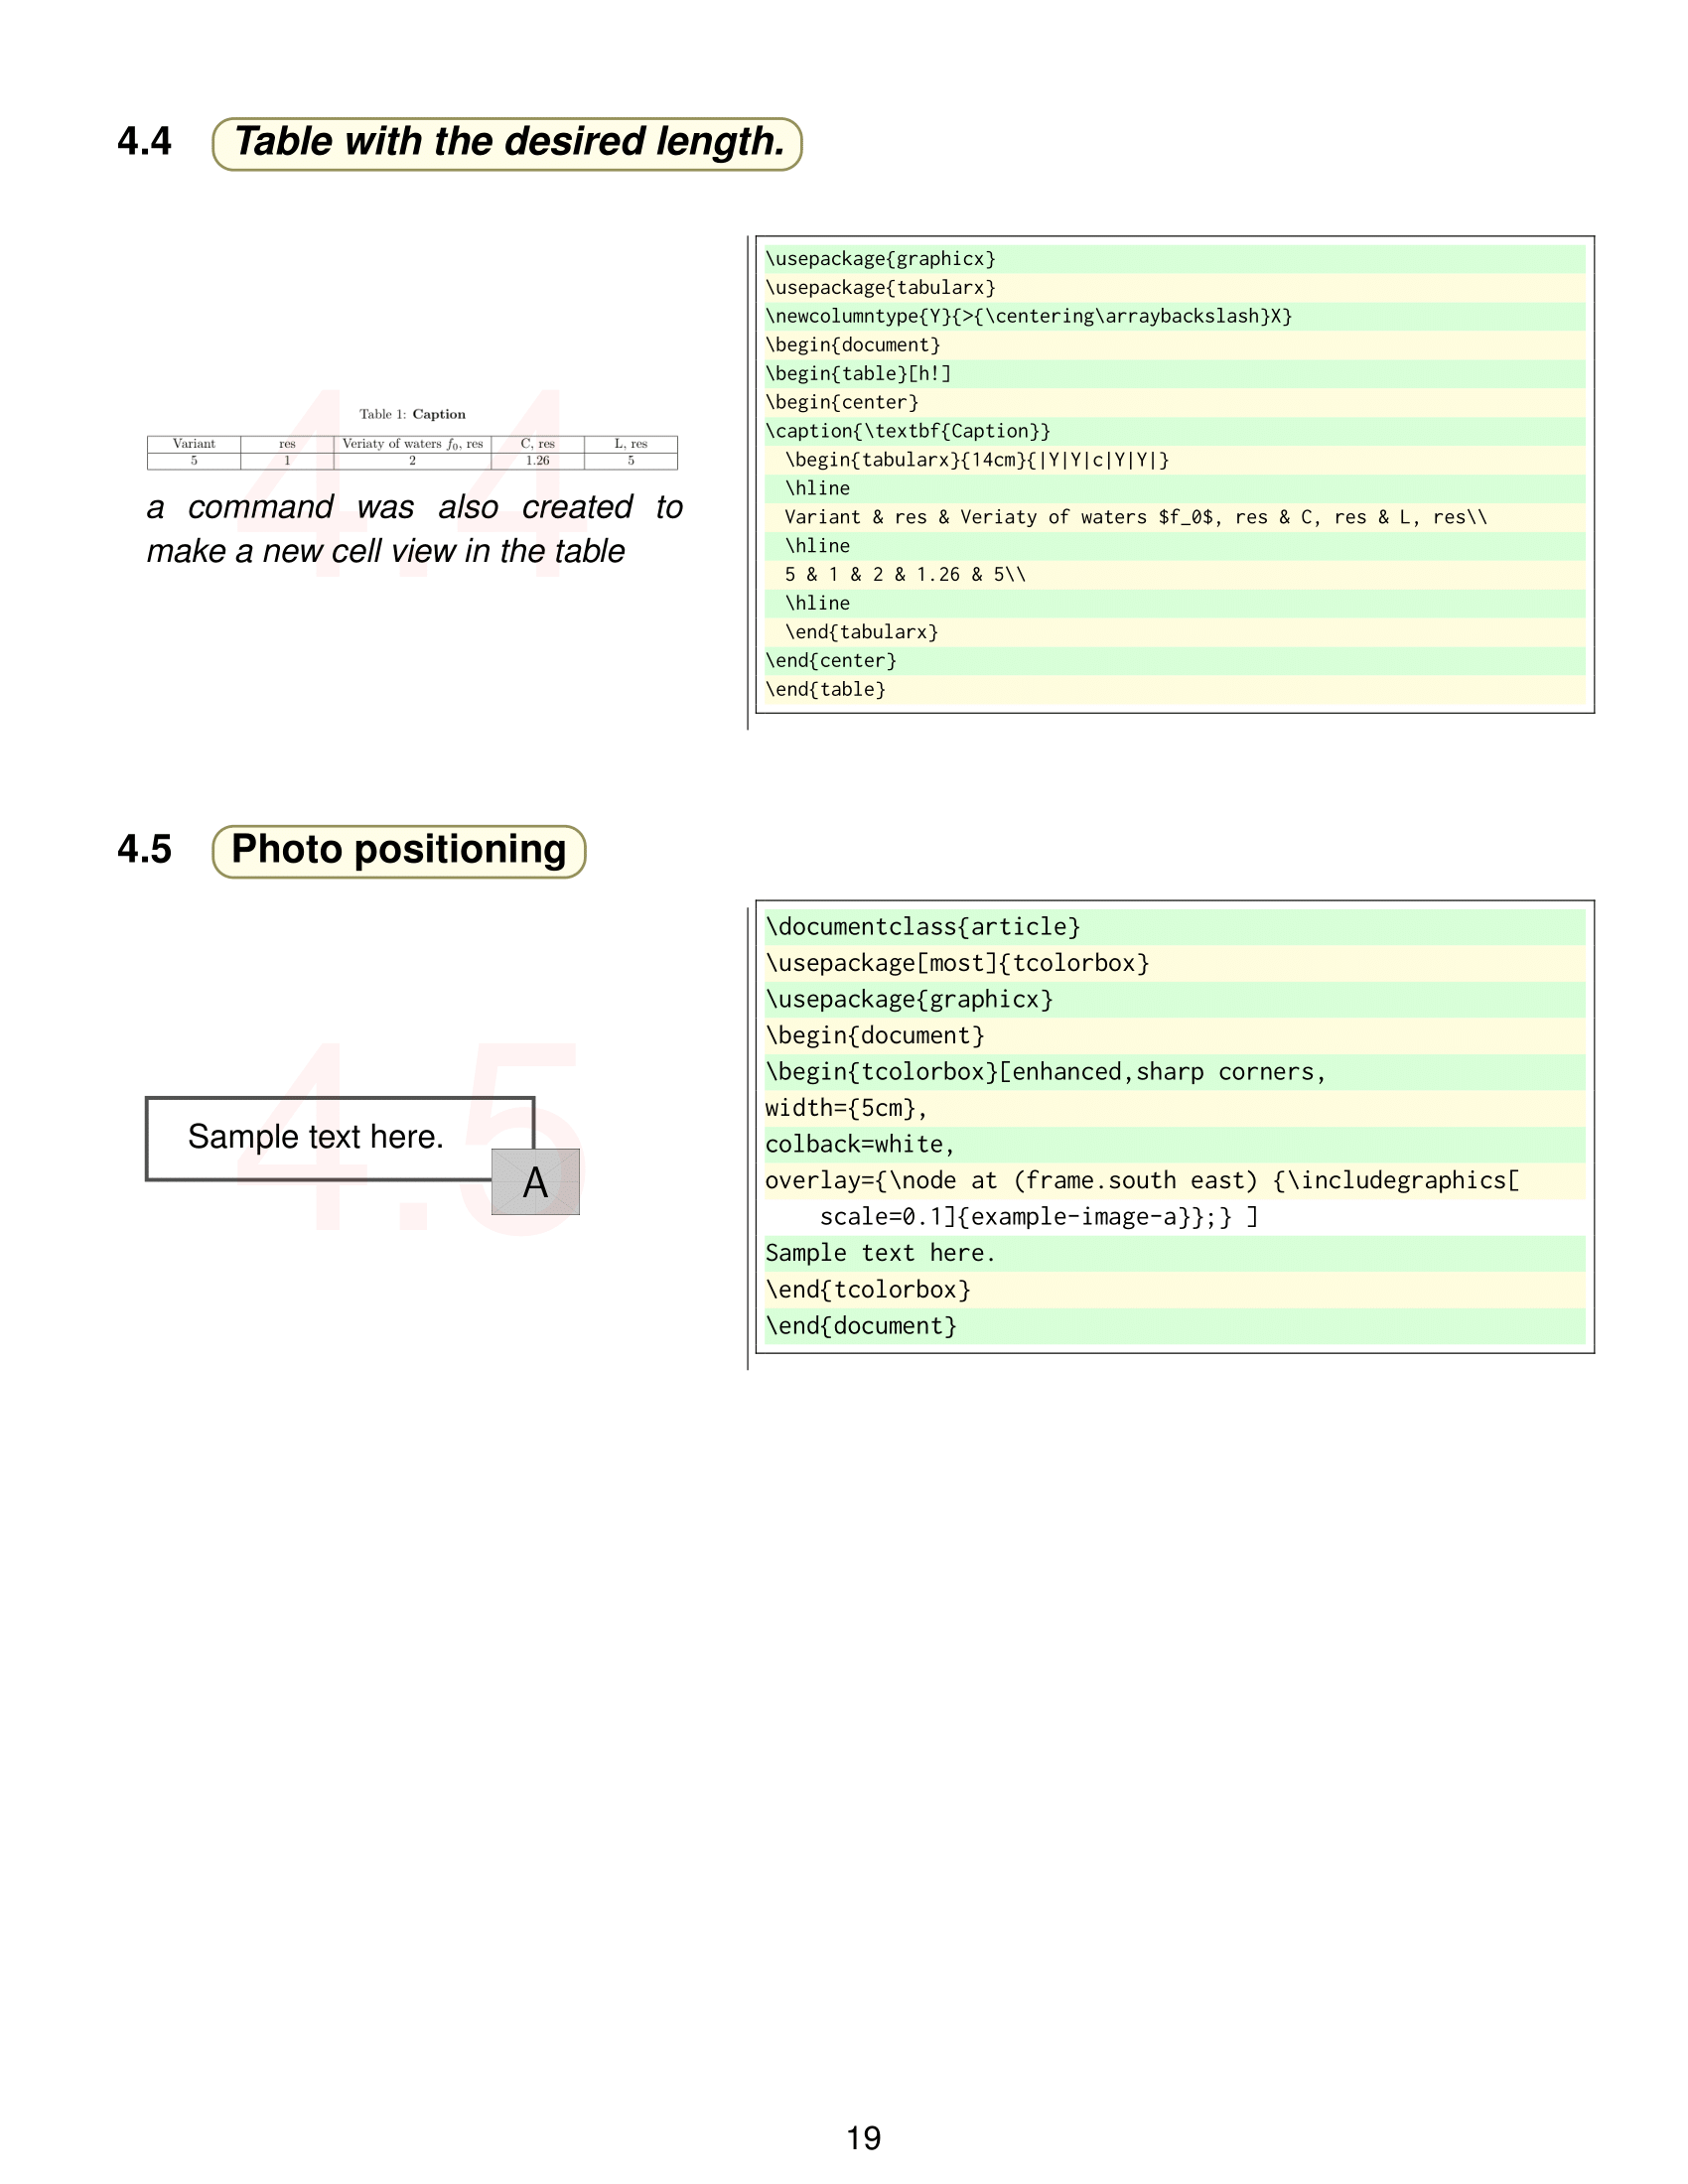 4.4 Table with the desired length.
4.4
Table 1: Caption
Variant res Veriaty of waters f0, res C, res L, res
5 1 2 1.26 5
a command was also created to
make a new cell view in the table
\usepackage{graphicx}
\usepackage{tabularx}
\newcolumntype{Y}{>{\centering\arraybackslash}X}
\begin{document}
\begin{table}[h!]
\begin{center}
\caption{\textbf{Caption}}
  \begin{tabularx}{14cm}{|Y|Y|c|Y|Y|}
  \hline
  Variant & res & Veriaty of waters $f_0$, res & C, res & L, res\\
  \hline
  5 & 1 & 2 & 1.26 & 5\\
  \hline
  \end{tabularx}
\end{center}
\end{table}
4.5 Photo positioning
4.5
Sample text here.
A
\documentclass{article}
\usepackage[most]{tcolorbox}
\usepackage{graphicx}
\begin{document}
\begin{tcolorbox}[enhanced,sharp corners,
width={5cm},
colback=white,
overlay={\node at (frame.south east) {\includegraphics[
    scale=0.1]{example-image-a}};} ]
Sample text here.
\end{tcolorbox}
\end{document}
19